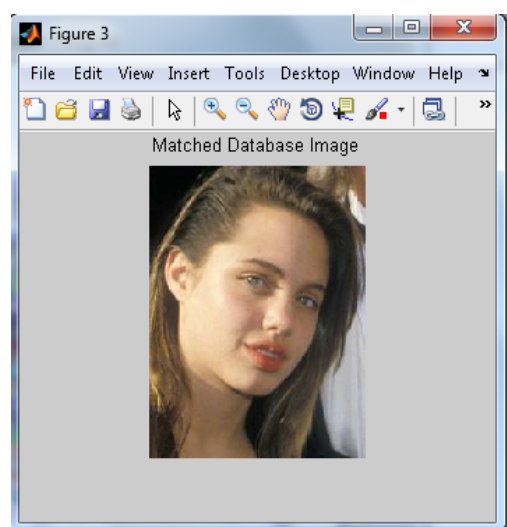 Figure 3
File Edit View Insert Tools Desktop Window Help
Matched Database Image